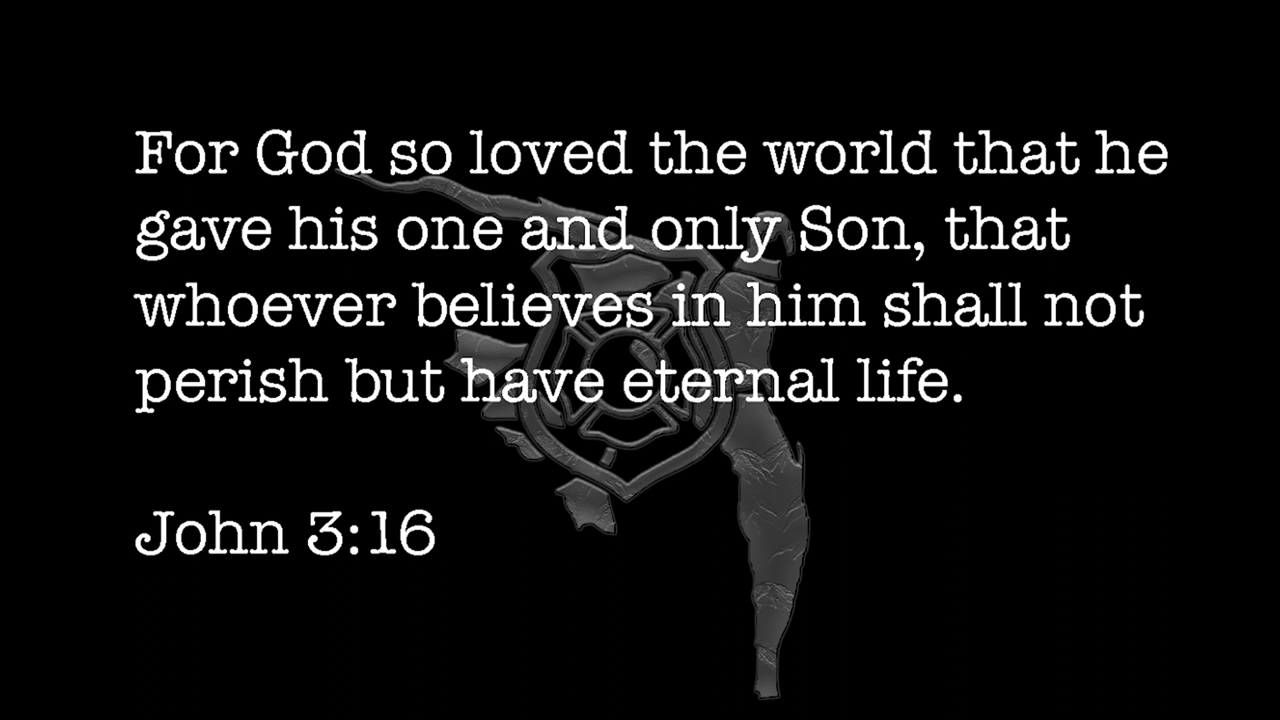 For God so loved the world that he
gave his one and only Son, that
whoever believes in him shall not
perish but have eternal life.
John 3:16